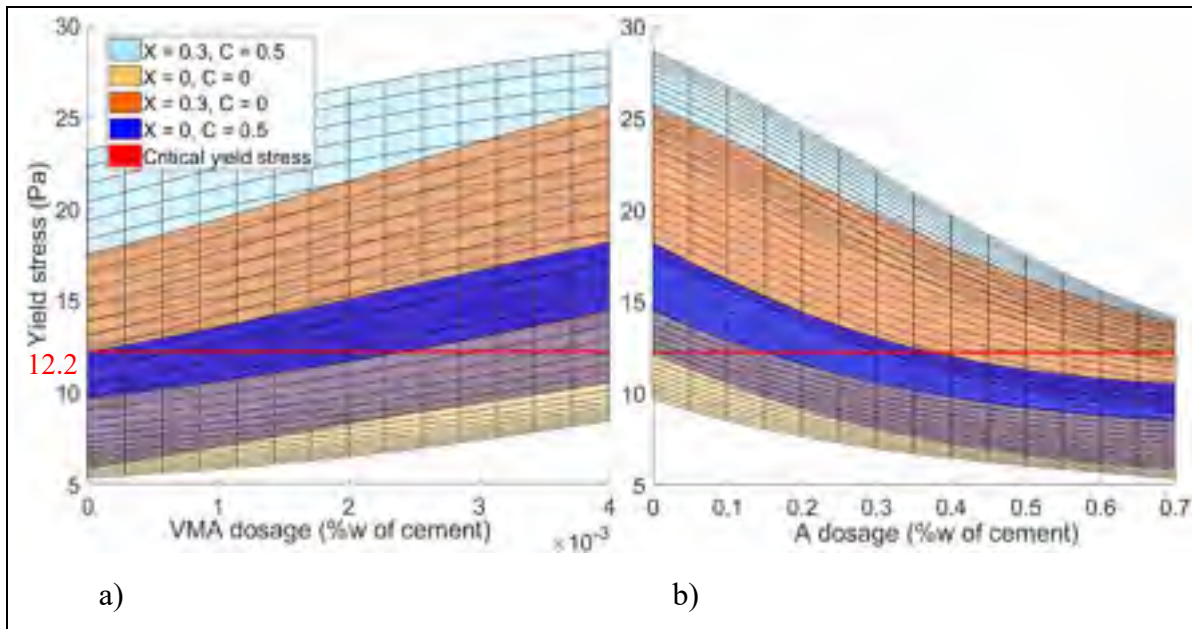 30
25
20
15
12.2
10
5
Yield stress (Pa)
X = 0.3, C = 0.5
X = 0, C = 0
X = 0.3, C = 0
X = 0, C = 0.5
Critical yield stress
0 1 2 3 4
VMA dosage (%w of cement)
×10⁻³
a)
30
25
20
15
10
5
0 0.1 0.2 0.3 0.4 0.5 0.6 0.7
A dosage (%w of cement)
b)